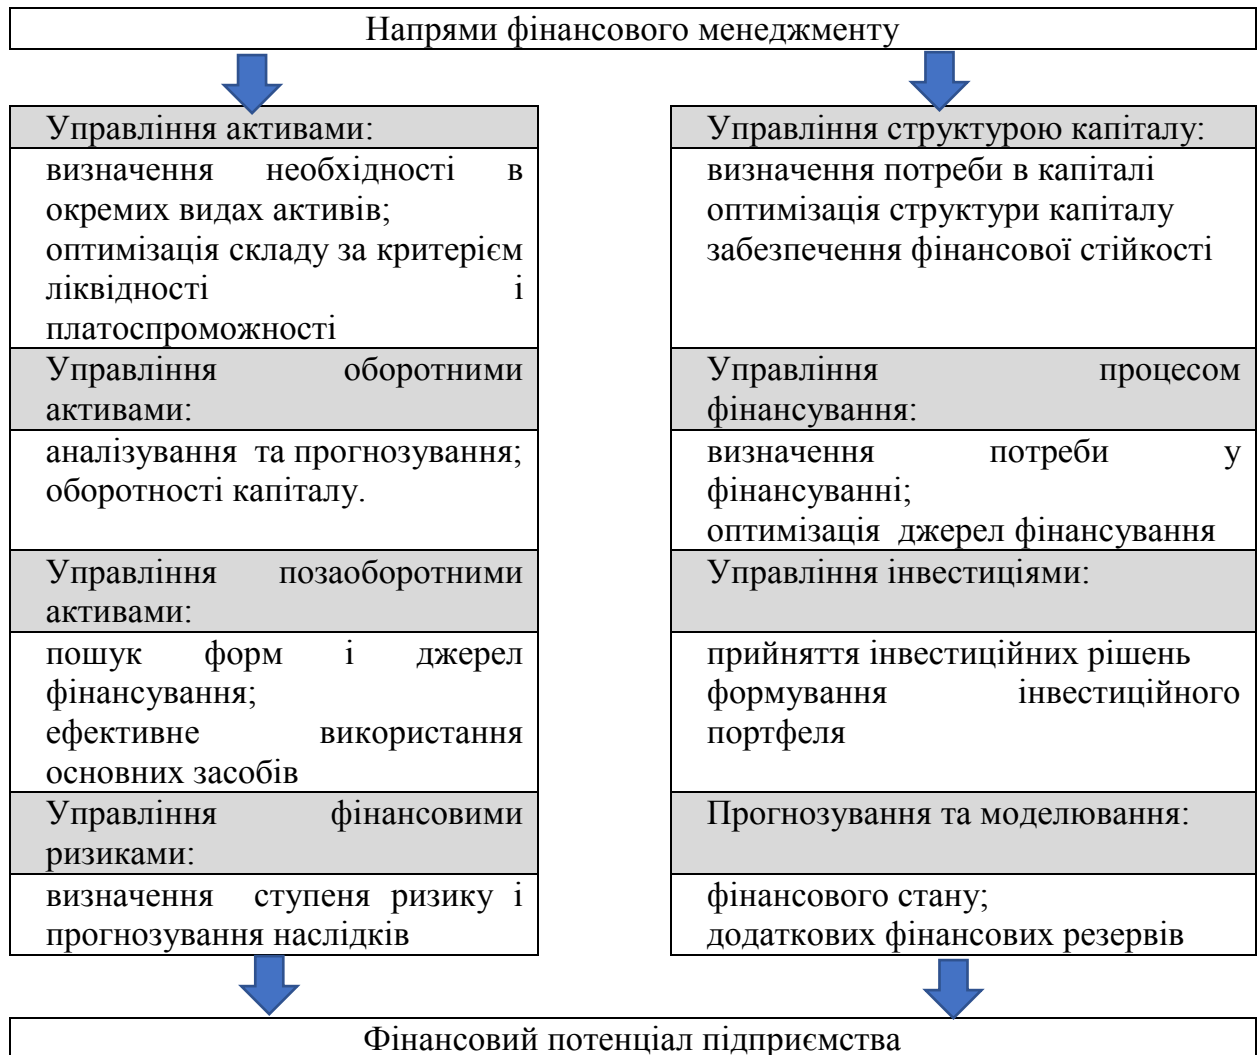 Напрями фінансового менеджменту
Управління активами:
визначення необхідності в
окремих видах активів;
оптимізація складу за критерієм
ліквідності і
платоспроможності
Управління оборотними
активами:
аналізування та прогнозування;
оборотності капіталу.
Управління позаоборотними
активами:
пошук форм і джерел
фінансування;
ефективне використання
основних засобів
Управління фінансовими
ризиками:
визначення ступеня ризику і
прогнозування наслідків
Управління структурою капіталу:
визначення потреби в капіталі
оптимізація структури капіталу
забезпечення фінансової стійкості
Управління процесом
фінансування:
визначення потреби у
фінансуванні;
оптимізація джерел фінансування
Управління інвестиціями:
прийняття інвестиційних рішень
формування інвестиційного
портфеля
Прогнозування та моделювання:
фінансового стану;
додаткових фінансових резервів
Фінансовий потенціал підприємства